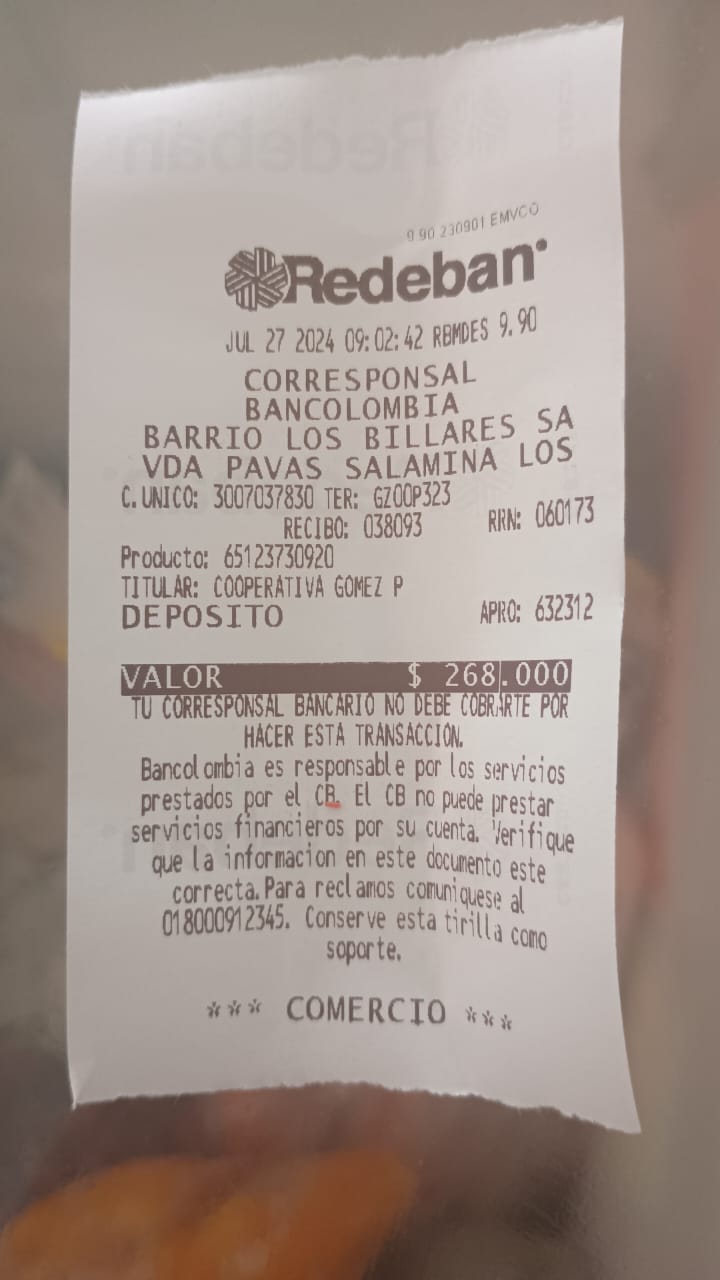 9.90 230901 EMVCO
Redeban
JUL 27 2024 09:02:42 RBMDES 9.90
CORRESPONSAL
BANCOLOMBIA
BARRIO LOS BILLARES SA
VDA PAVAS SALAMINA LOS
C. UNICO: 3007037830 TER: GZ00P323
RECIBO: 038093 RRN: 060173
Producto: 65123730920
TITULAR: COOPERATIVA GOMEZ P
DEPOSITO APRO: 632312
VALOR $ 268.000
TU CORRESPONSAL BANCARIO NO DEBE COBRARTE POR
HACER ESTA TRANSACCION.
Bancolombia es responsable por los servicios
prestados por el CB. El CB no puede prestar
servicios financieros por su cuenta. Verifique
que la informacion en este documento este
correcta. Para reclamos comuniquese al
018000912345. Conserve esta tirilla como
soporte.
*** COMERCIO ***